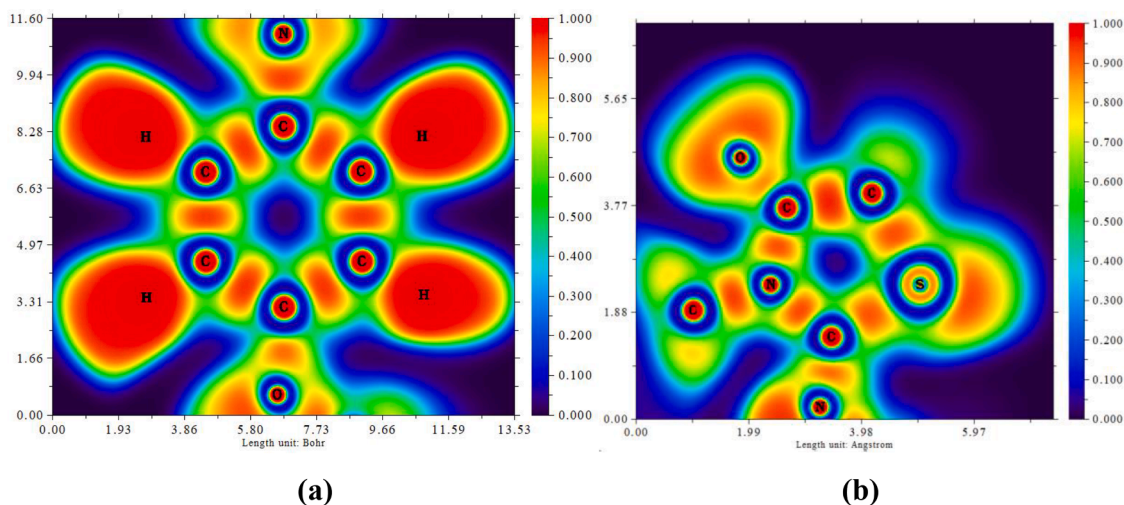 11.60
9.94
8.28
6.63
4.97
3.31
1.66
0.00
0.00 1.93 3.86 5.80 7.73 9.66 11.59 13.53
Length unit: Bohr
N
C
H H
C C
C C
H H
C
O
1.000
0.900
0.800
0.700
0.600
0.500
0.400
0.300
0.200
0.100
0.000
(a)
5.65
3.77
1.88
0.00
0.00 1.99 3.98 5.97
Length unit: Angstrom
O
C C
N S
C
C
N
1.000
0.900
0.800
0.700
0.600
0.500
0.400
0.300
0.200
0.100
0.000
(b)